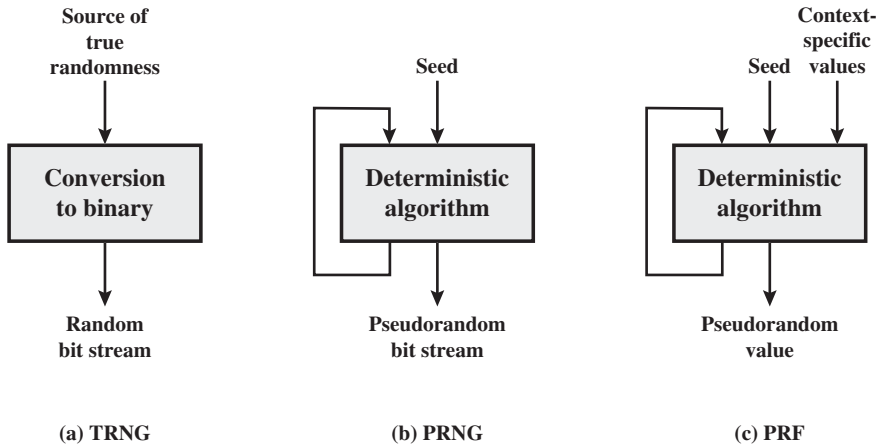 Source of
true
randomness
Conversion
to binary
Random
bit stream
(a) TRNG
Seed
Deterministic
algorithm
Pseudorandom
bit stream
(b) PRNG
Context-
specific
values
Seed
Deterministic
algorithm
Pseudorandom
value
(c) PRF